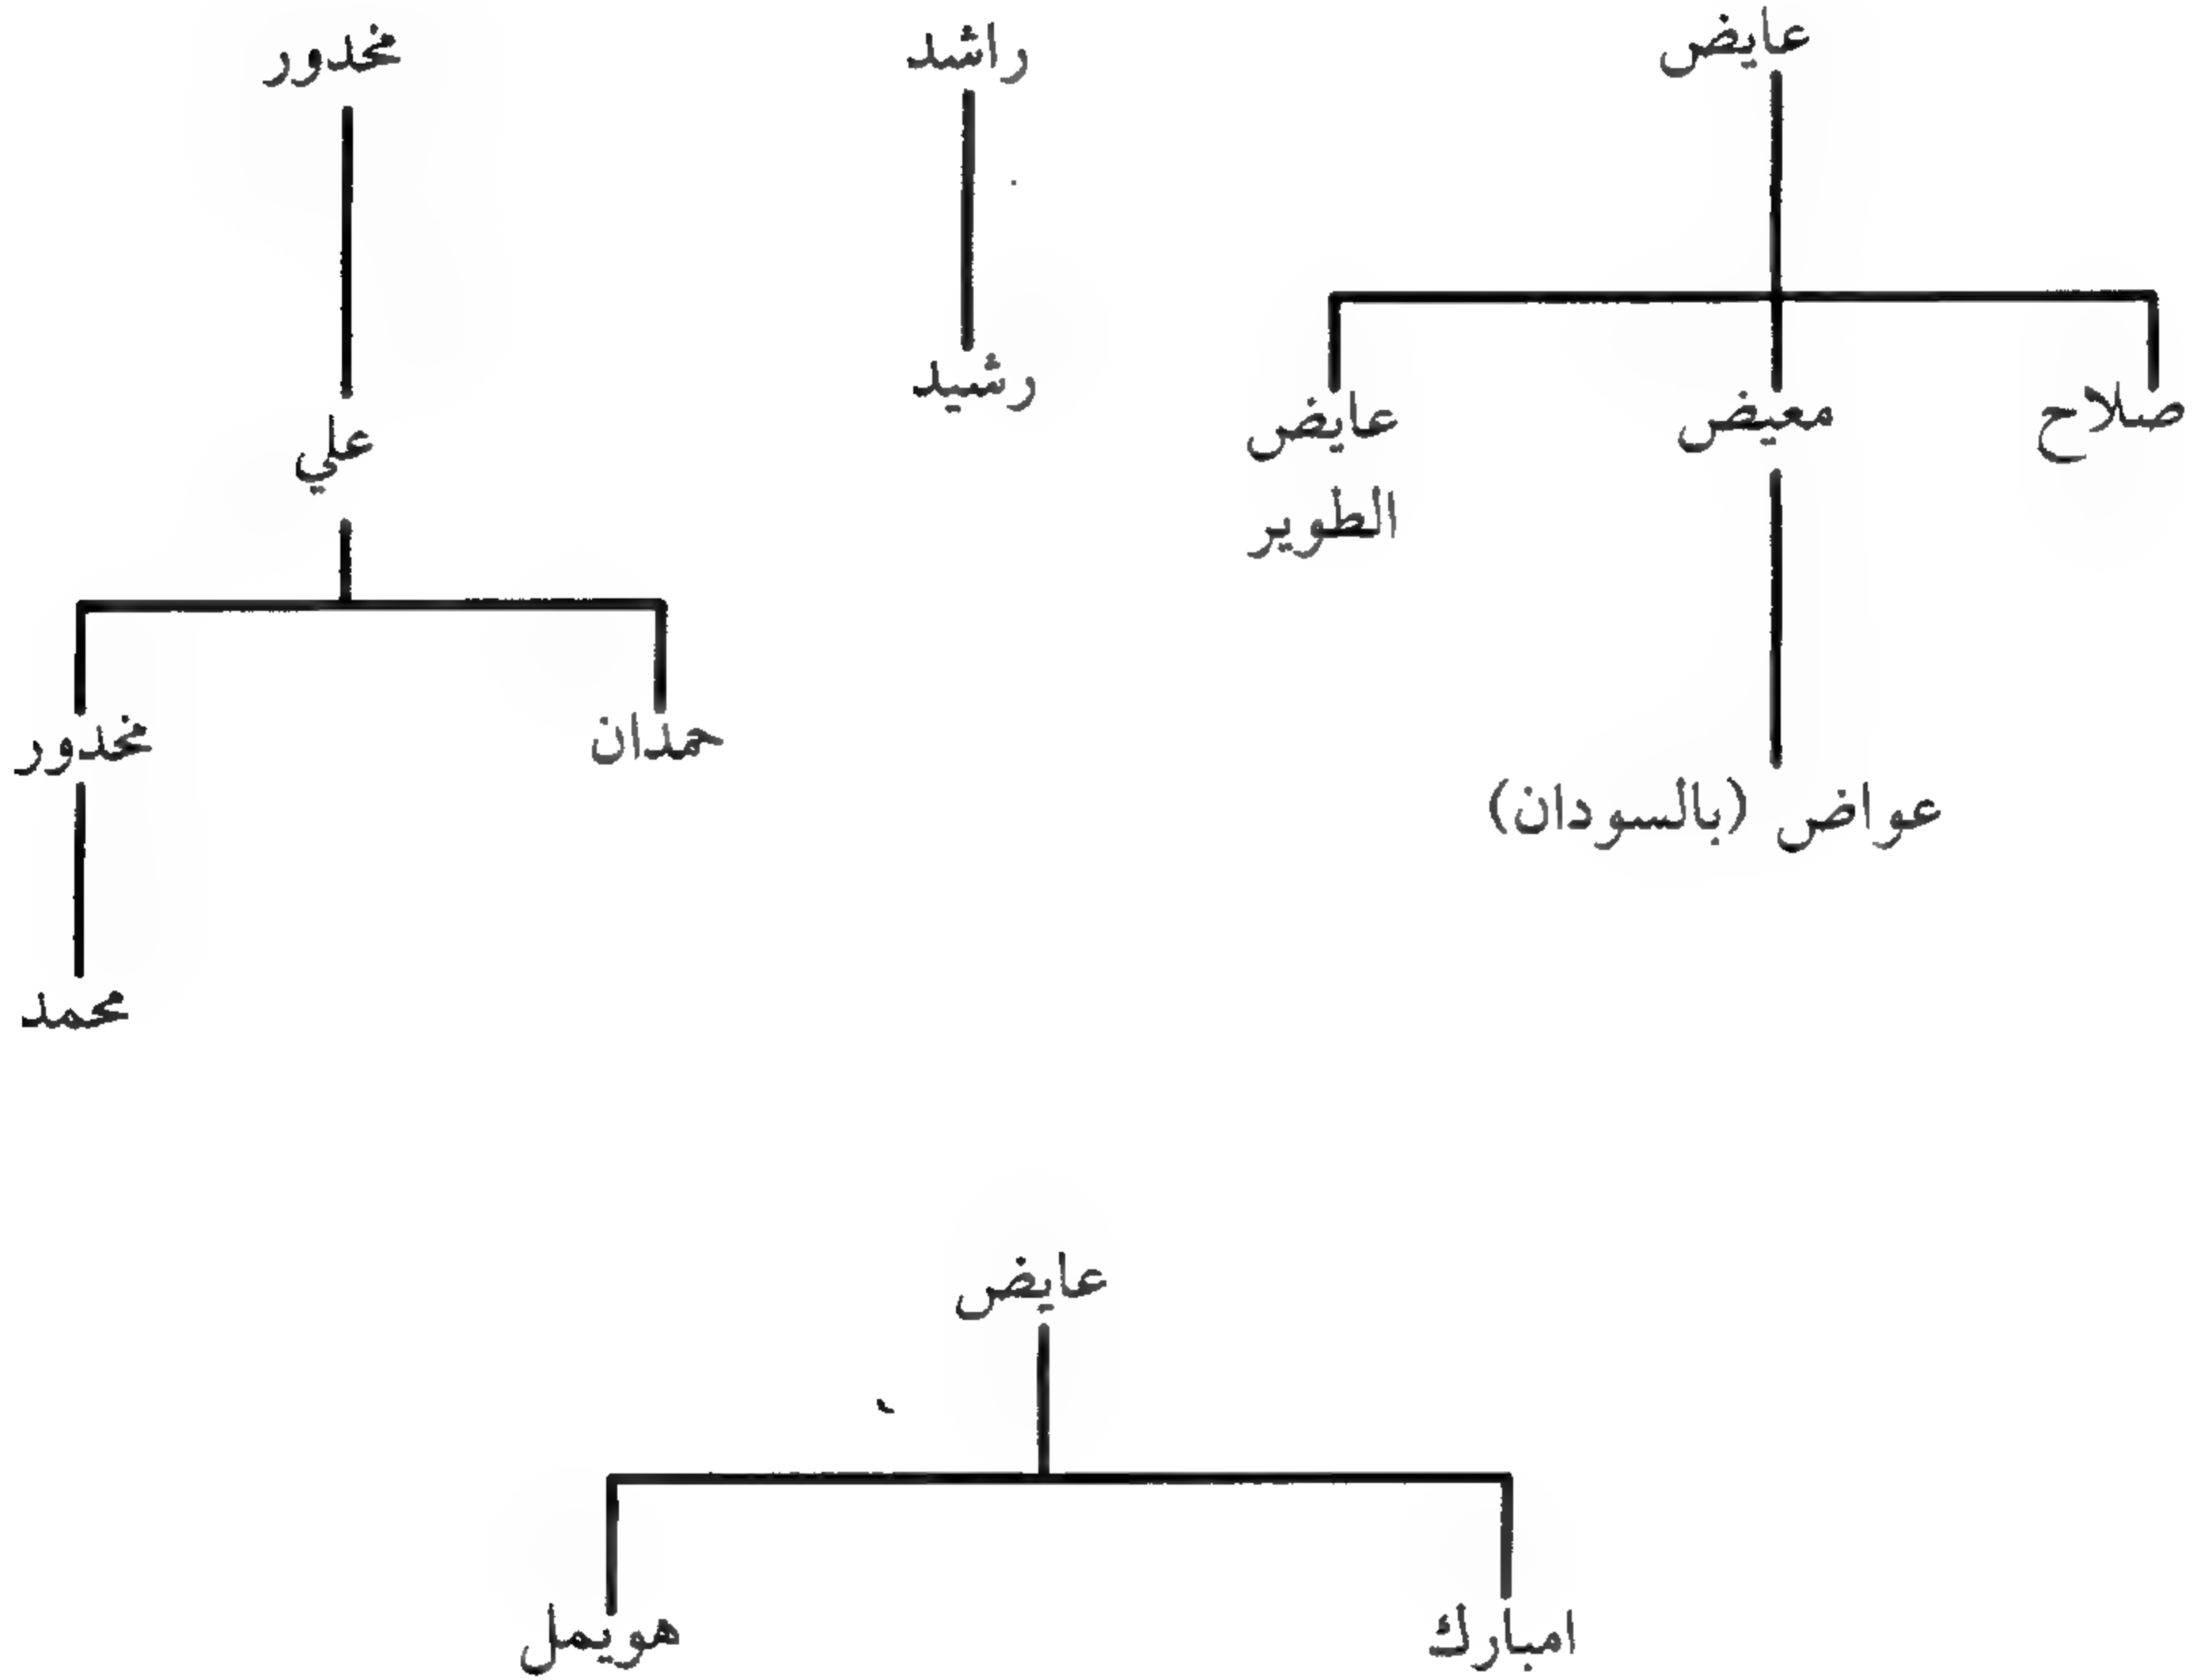 عايض
راشد
مخدور
صلاح
معيض
عايض
الطوير
رشيد
علي
عواض (بالسودان)
حمدان
مخدور
محمد
عايض
امبارك
هويمل